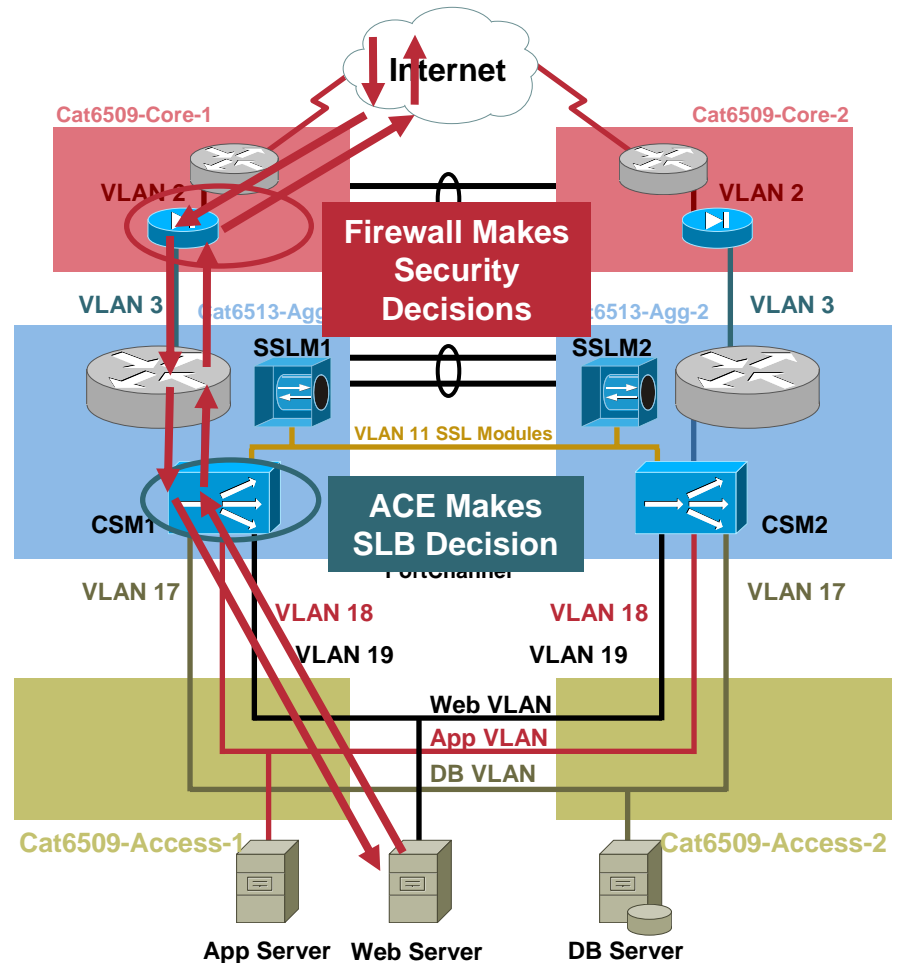 Internet
Cat6509-Core-1
Cat6509-Core-2
VLAN 2
VLAN 2
Firewall Makes
Security
Decisions
VLAN 3
VLAN 3
Cat6513-Agg
t6513-Agg-2
SSLM1
SSLM2
VLAN 11 SSL Modules
ACE Makes
SLB Decision
CSM1
CSM2
PortChannel
VLAN 17
VLAN 17
VLAN 18
VLAN 18
VLAN 19
VLAN 19
Web VLAN
App VLAN
DB VLAN
Cat6509-Access-1
Cat6509-Access-2
App Server
Web Server
DB Server